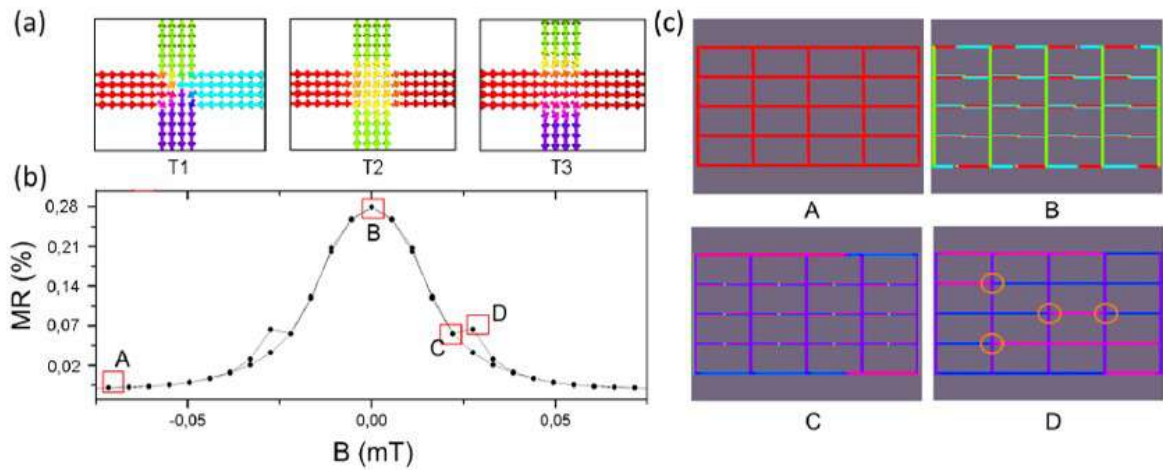 (a)
T1
T2
T3
(b)
MR (%)
0,28
0,21
0,14
0,07
0,02
A
B
C
D
-0,05
0,00
0,05
B (mT)
(c)
A
B
C
D